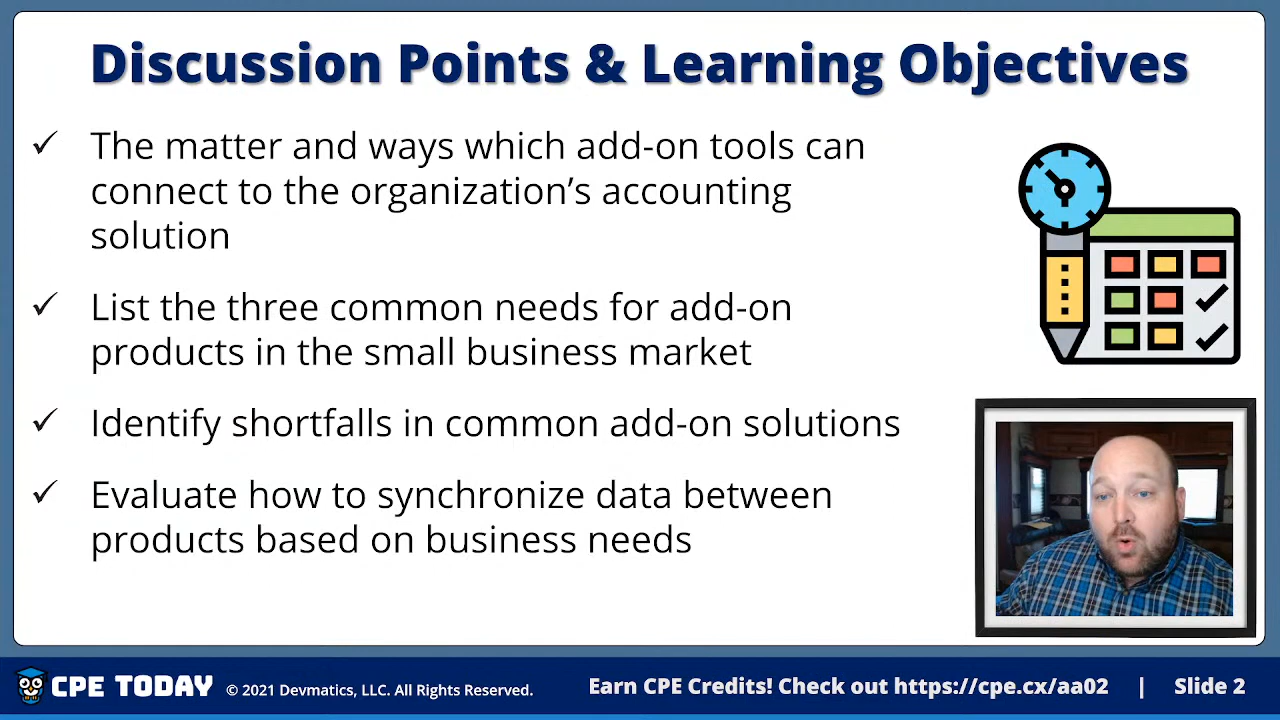 Discussion Points & Learning Objectives
✓ The matter and ways which add-on tools can
connect to the organization’s accounting
solution
✓ List the three common needs for add-on
products in the small business market
✓ Identify shortfalls in common add-on solutions
✓ Evaluate how to synchronize data between
products based on business needs
CPE TODAY © 2021 Devmatics, LLC. All Rights Reserved. Earn CPE Credits! Check out https://cpe.cx/aa02 | Slide 2